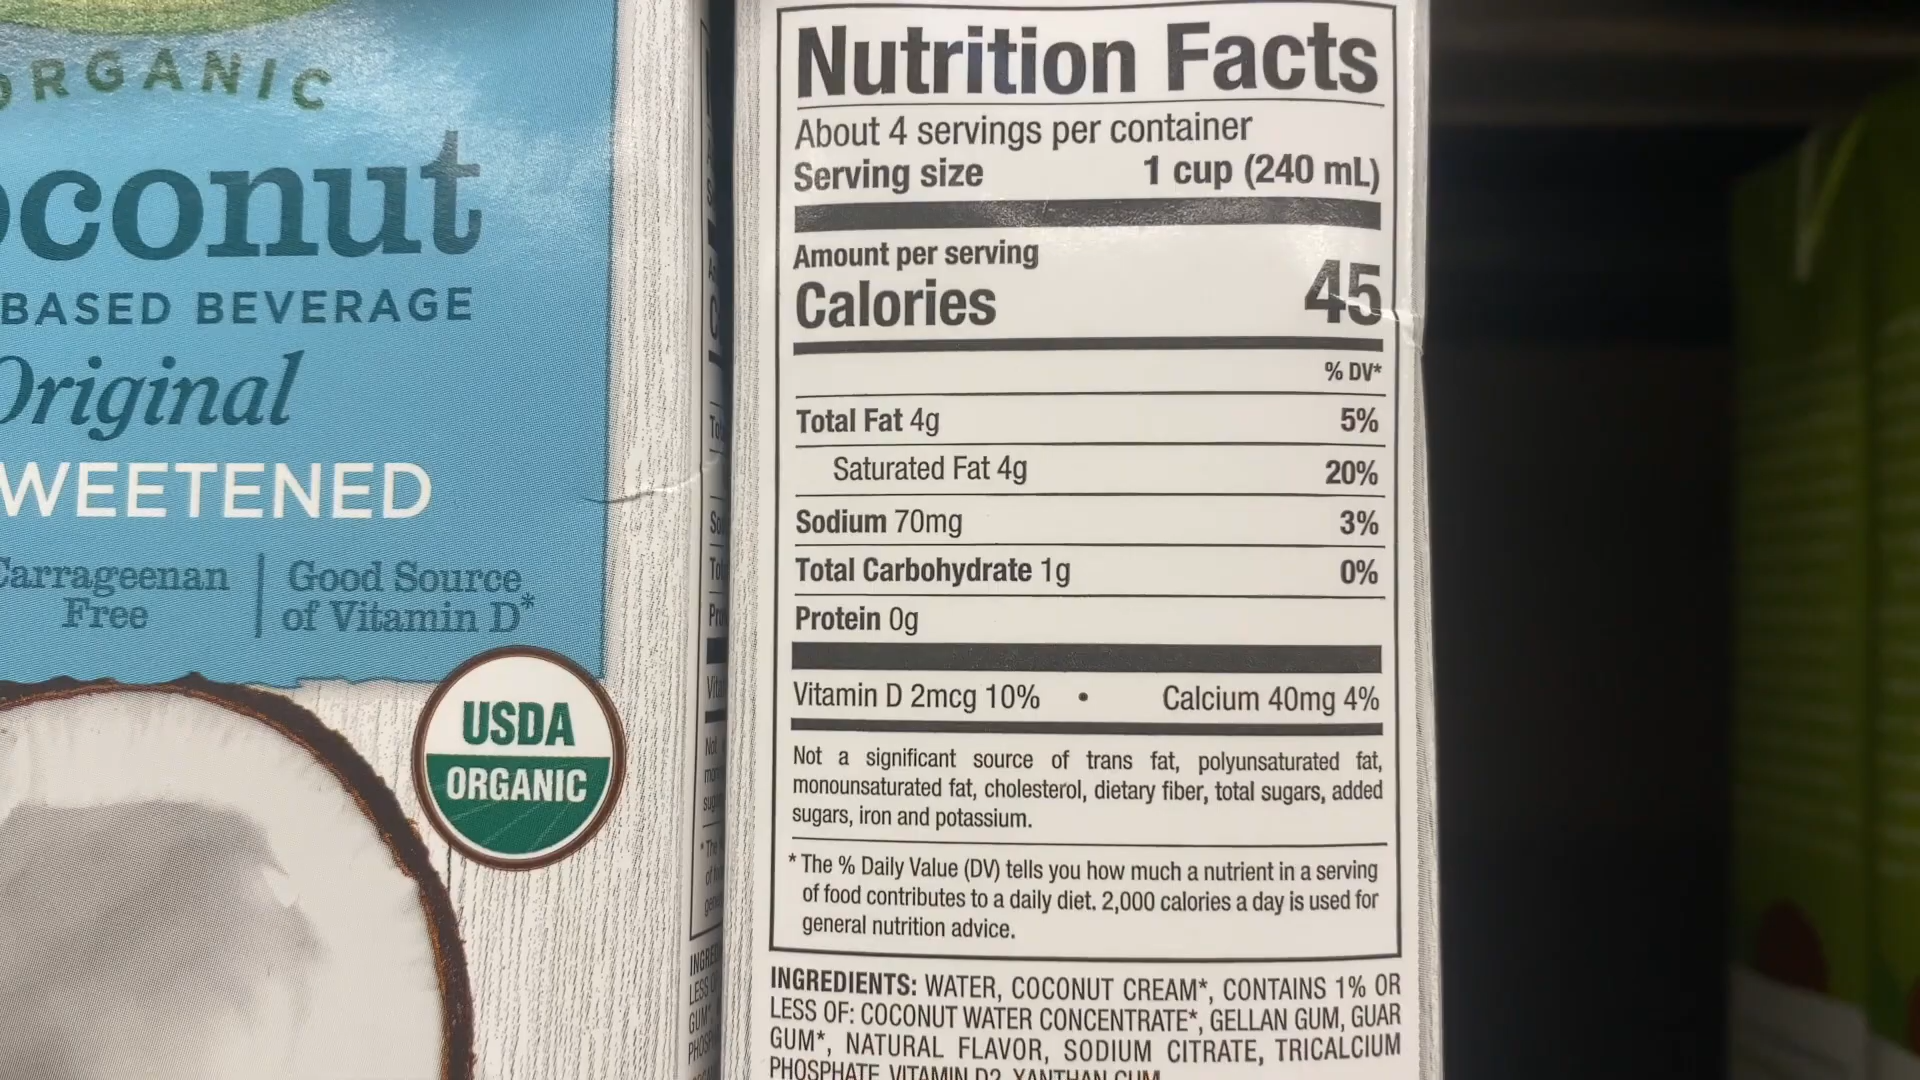 ORGANIC
oconut
BASED BEVERAGE
Original
WEETENED
Carrageenan
Free
Good Source
of Vitamin D*
USDA
ORGANIC
Nutrition Facts
About 4 servings per container
Serving size 1 cup (240 mL)
Amount per serving
Calories 45
% DV*
Total Fat 4g 5%
Saturated Fat 4g 20%
Sodium 70mg 3%
Total Carbohydrate 1g 0%
Protein 0g
Vitamin D 2mcg 10% • Calcium 40mg 4%
Not a significant source of trans fat, polyunsaturated fat,
monounsaturated fat, cholesterol, dietary fiber, total sugars, added
sugars, iron and potassium.
* The % Daily Value (DV) tells you how much a nutrient in a serving
of food contributes to a daily diet. 2,000 calories a day is used for
general nutrition advice.
INGREDIENTS: WATER, COCONUT CREAM*, CONTAINS 1% OR
LESS OF: COCONUT WATER CONCENTRATE*, GELLAN GUM, GUAR
GUM*, NATURAL FLAVOR, SODIUM CITRATE, TRICALCIUM
PHOSPHATE, VITAMIN D2, XANTHAN GUM